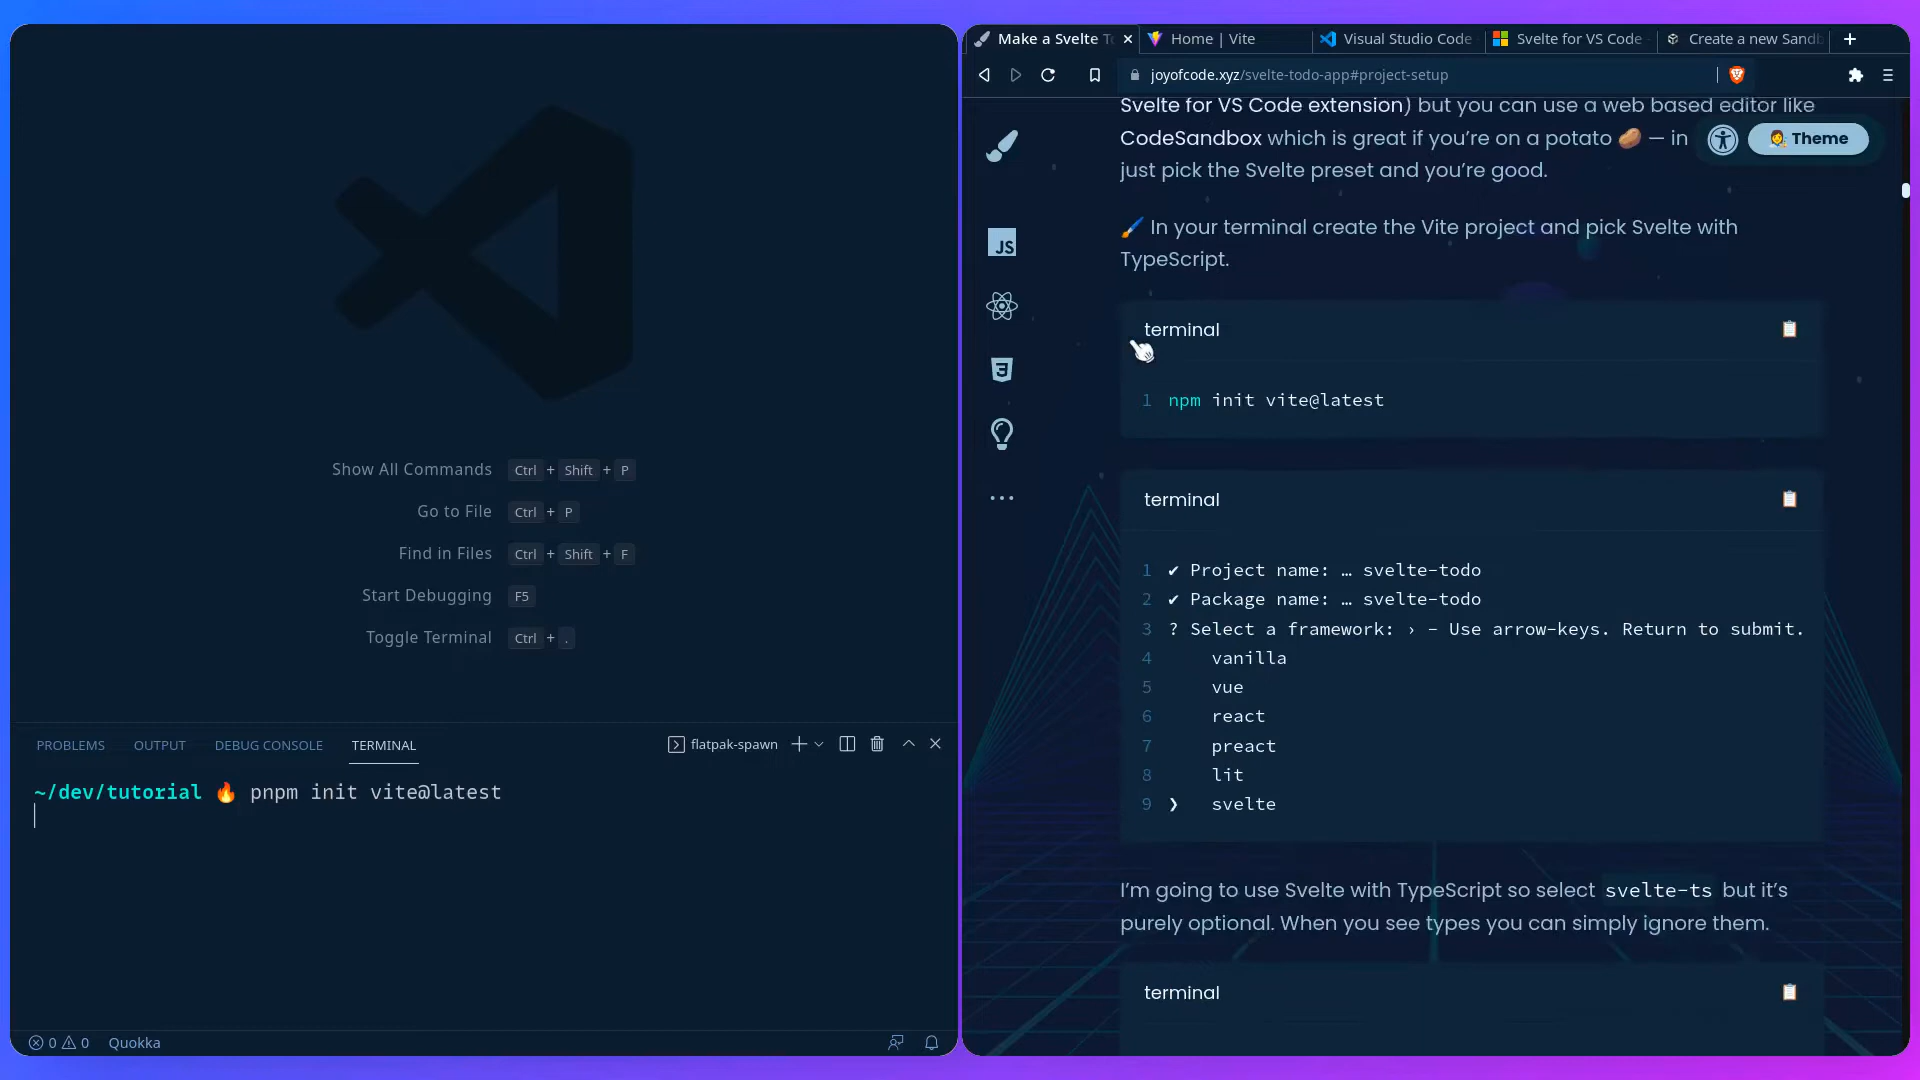 Show All Commands Ctrl + Shift + P
Go to File Ctrl + P
Find in Files Ctrl + Shift + F
Start Debugging F5
Toggle Terminal Ctrl + .
PROBLEMS OUTPUT DEBUG CONSOLE TERMINAL flatpak-spawn
~/dev/tutorial 🔥 pnpm init vite@latest
0 0 Quokka
Make a Svelte Home | Vite Visual Studio Code Svelte for VS Code Create a new Sandb
joyofcode.xyz/svelte-todo-app#project-setup
Svelte for VS Code extension) but you can use a web based editor like
CodeSandbox which is great if you’re on a potato 🥔 — in
just pick the Svelte preset and you’re good.
👩‍🎨 Theme
JS
3
🖌️ In your terminal create the Vite project and pick Svelte with
TypeScript.
terminal 📋
1 npm init vite@latest
terminal 📋
1 ✔ Project name: … svelte-todo
2 ✔ Package name: … svelte-todo
3 ? Select a framework: › - Use arrow-keys. Return to submit.
4 vanilla
5 vue
6 react
7 preact
8 lit
9 ❯ svelte
I’m going to use Svelte with TypeScript so select svelte-ts but it’s
purely optional. When you see types you can simply ignore them.
terminal 📋